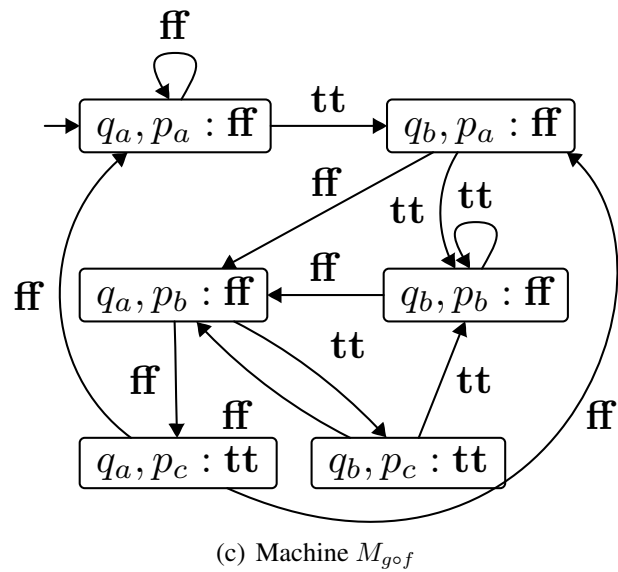 ff
q_a, p_a : ff
tt
q_b, p_a : ff
ff
tt
tt
ff
q_a, p_b : ff
ff
q_b, p_b : ff
ff
tt
ff
tt
ff
q_a, p_c : tt
q_b, p_c : tt
(c) Machine M_{g∘f}